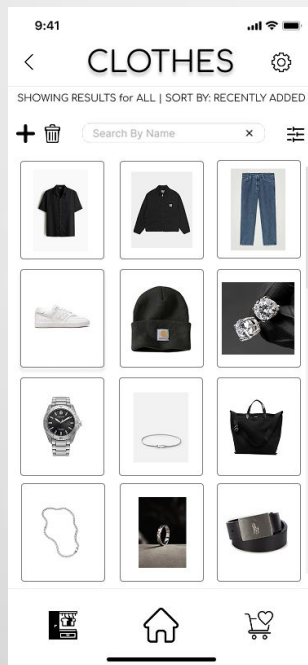 9:41
CLOTHES
SHOWING RESULTS for ALL | SORT BY: RECENTLY ADDED
Search By Name